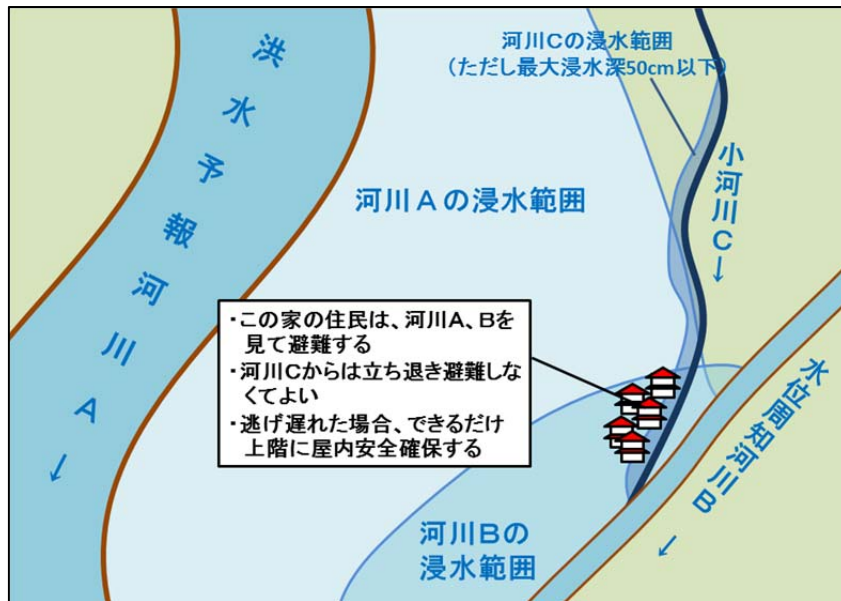 河川Cの浸水範囲
（ただし最大浸水深50cm以下）
洪水予報河川A
↓
河川Aの浸水範囲
小河川C↓
・この家の住民は、河川A、Bを
見て避難する
・河川Cからは立ち退き避難しな
くてよい
・逃げ遅れた場合、できるだけ
上階に屋内安全確保する
水位周知河川B
↓
河川Bの
浸水範囲